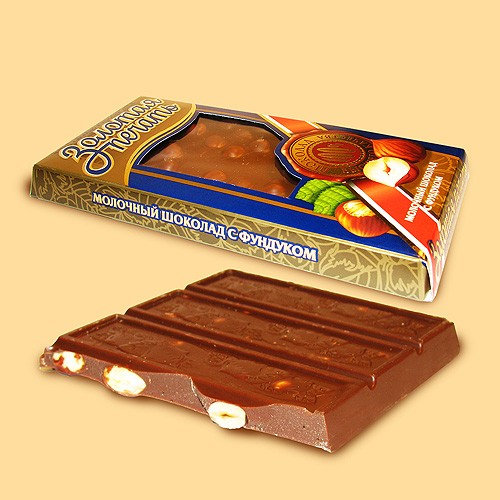 Золотая
печать
молочный шоколад
с фундуком
МОЛОЧНЫЙ ШОКОЛАД С ФУНДУКОМ